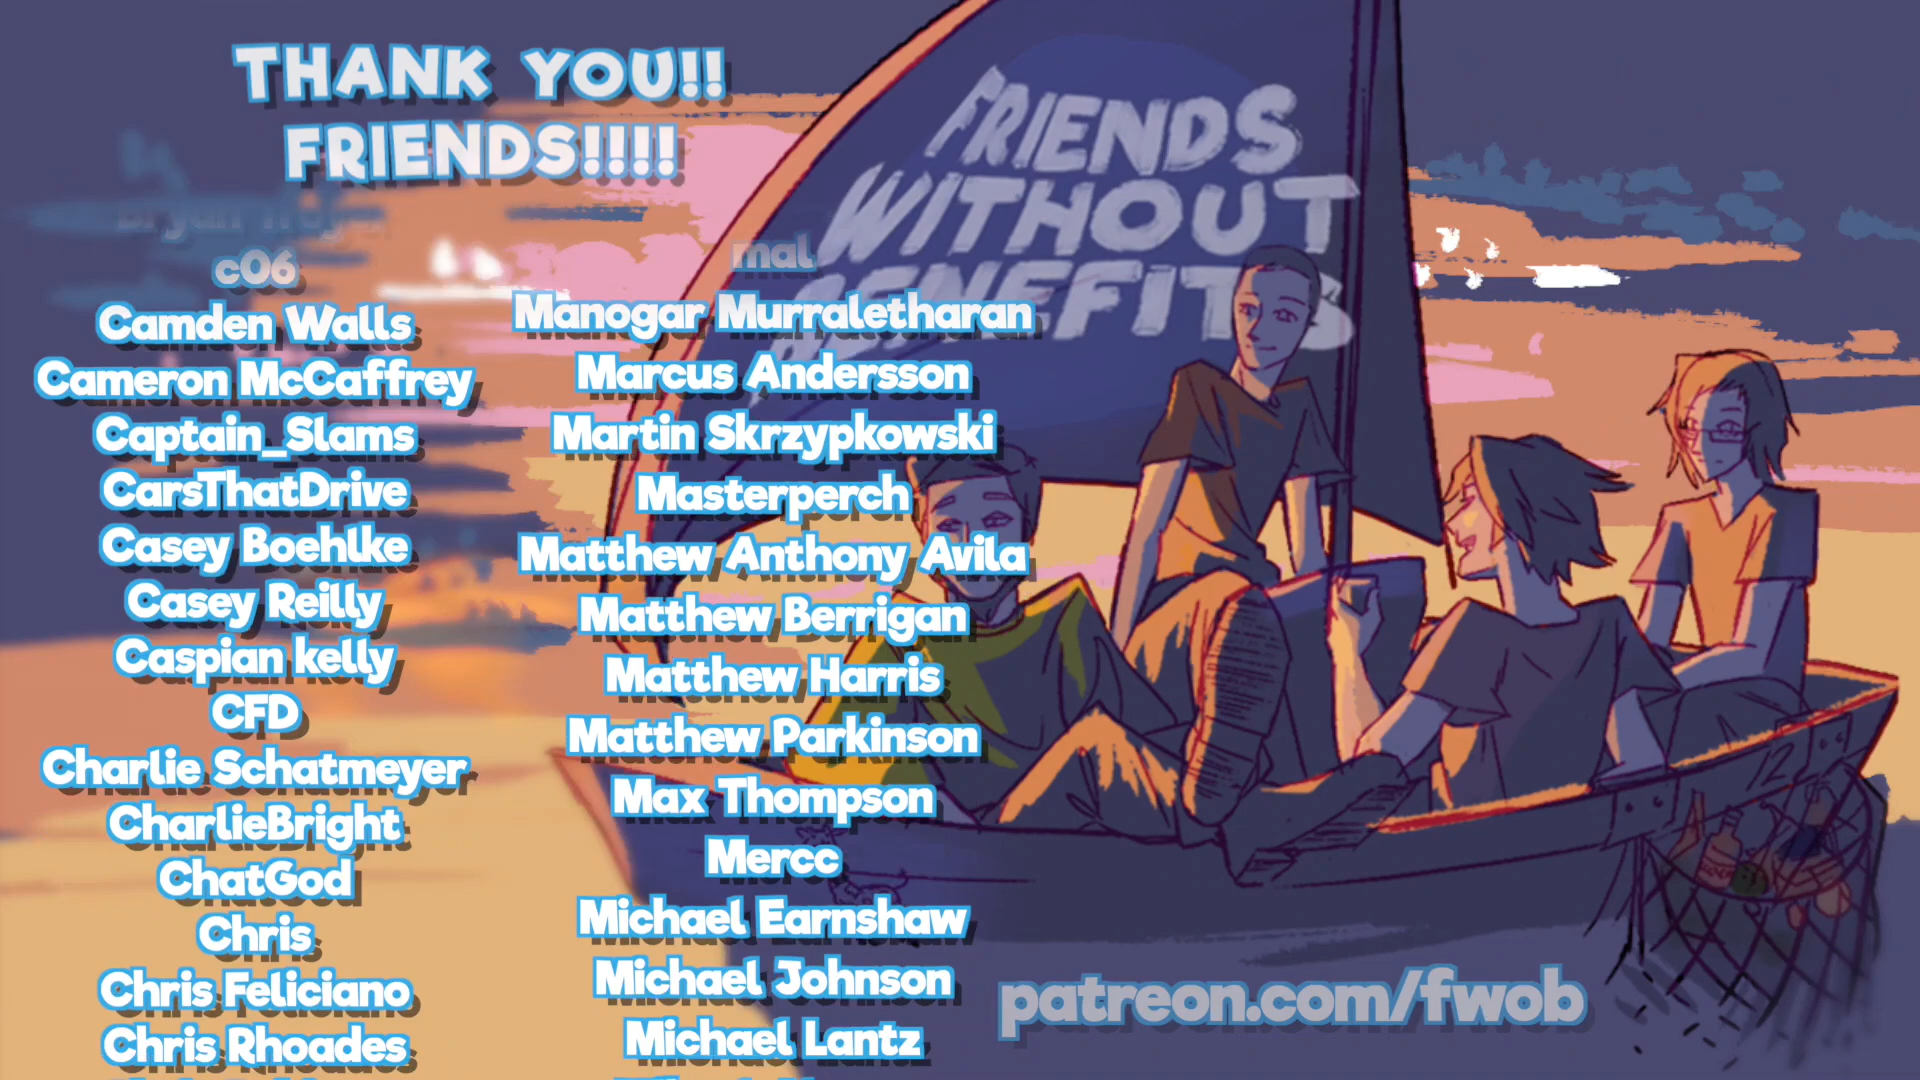 THANK YOU!!
FRIENDS!!!!
c06
Camden Walls
Cameron McCaffrey
Captain_Slams
CarsThatDrive
Casey Boehlke
Casey Reilly
Caspian kelly
CFD
Charlie Schatmeyer
CharlieBright
ChatGod
Chris
Chris Feliciano
Chris Rhoades
mal
Manogar Murraletharan
Marcus Andersson
Martin Skrzypkowski
Masterperch
Matthew Anthony Avila
Matthew Berrigan
Matthew Harris
Matthew Parkinson
Max Thompson
Mercc
Michael Earnshaw
Michael Johnson
Michael Lantz
FRIENDS
WITHOUT
BENEFITS
12
patreon.com/fwob